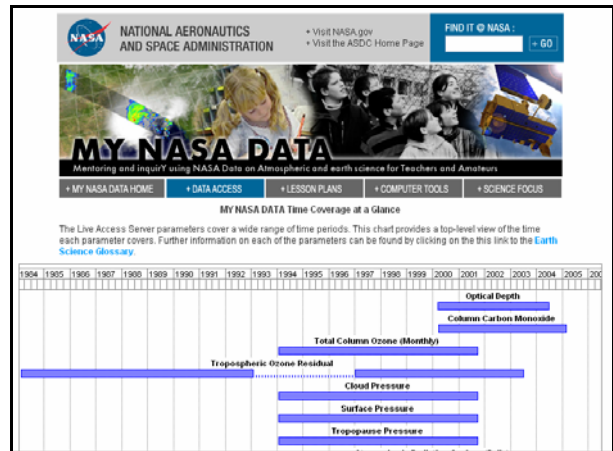 NASA
NATIONAL AERONAUTICS
AND SPACE ADMINISTRATION
+ Visit NASA.gov
+ Visit the ASDC Home Page
FIND IT @ NASA :
+ GO
MY NASA DATA
Mentoring and inquirY using NASA Data on Atmospheric and earth science for Teachers and Amateurs
+ MY NASA DATA HOME
+ DATA ACCESS
+ LESSON PLANS
+ COMPUTER TOOLS
+ SCIENCE FOCUS
MY NASA DATA Time Coverage at a Glance
The Live Access Server parameters cover a wide range of time periods. This chart provides a top-level view of the time
each parameter covers. Further information on each of the parameters can be found by clicking on the this link to the Earth
Science Glossary.
1984 1985 1986 1987 1988 1989 1990 1991 1992 1993 1994 1995 1996 1997 1998 1999 2000 2001 2002 2003 2004 2005 200
Optical Depth
Column Carbon Monoxide
Total Column Ozone (Monthly)
Tropospheric Ozone Residual
Cloud Pressure
Surface Pressure
Tropopause Pressure